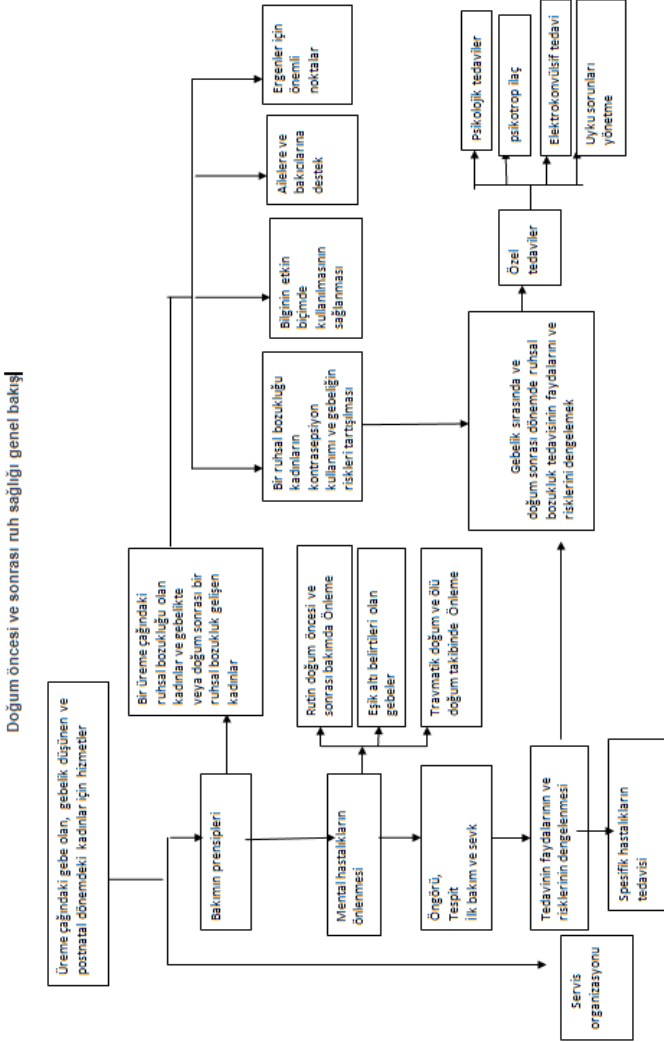 Doğum öncesi ve sonrası ruh sağlığı genel bakış
Üreme çağındaki gebe olan, gebelik düşünen ve
postnatal dönemdeki kadınlar için hizmetler
Bakımın prensipleri
Bir üreme çağındaki
ruhsal bozukluğu olan
kadınlar ve gebelikte
veya doğum sonrası bir
ruhsal bozukluk gelişen
kadınlar
Ergenler için
önemli
noktalar
Ailelere ve
bakıcılarına
destek
Bilginin etkin
biçimde
kullanılmasının
sağlanması
Bir ruhsal bozukluğu
kadınların
kontrasepsiyon
kullanımı ve gebeliğin
riskleri tartışılması
Mental hastalıkların
önlenmesi
Rutin doğum öncesi ve
sonrası bakımda Önleme
Eşik altı belirtileri olan
gebeler
Travmatik doğum ve ölü
doğum takibinde Önleme
Öngörü,
Tespit
ilk bakım ve sevk
Tedavinin faydalarının ve
risklerinin dengelenmesi
Spesifik hastalıkların
tedavisi
Servis
organizasyonu
Gebelik sırasında ve
doğum sonrası dönemde ruhsal
bozukluk tedavisinin faydalarını ve
risklerini dengelemek
Özel
tedaviler
Psikolojik tedaviler
psikotrop ilaç
Elektrokonvülsif tedavi
Uyku sorunları
yönetme